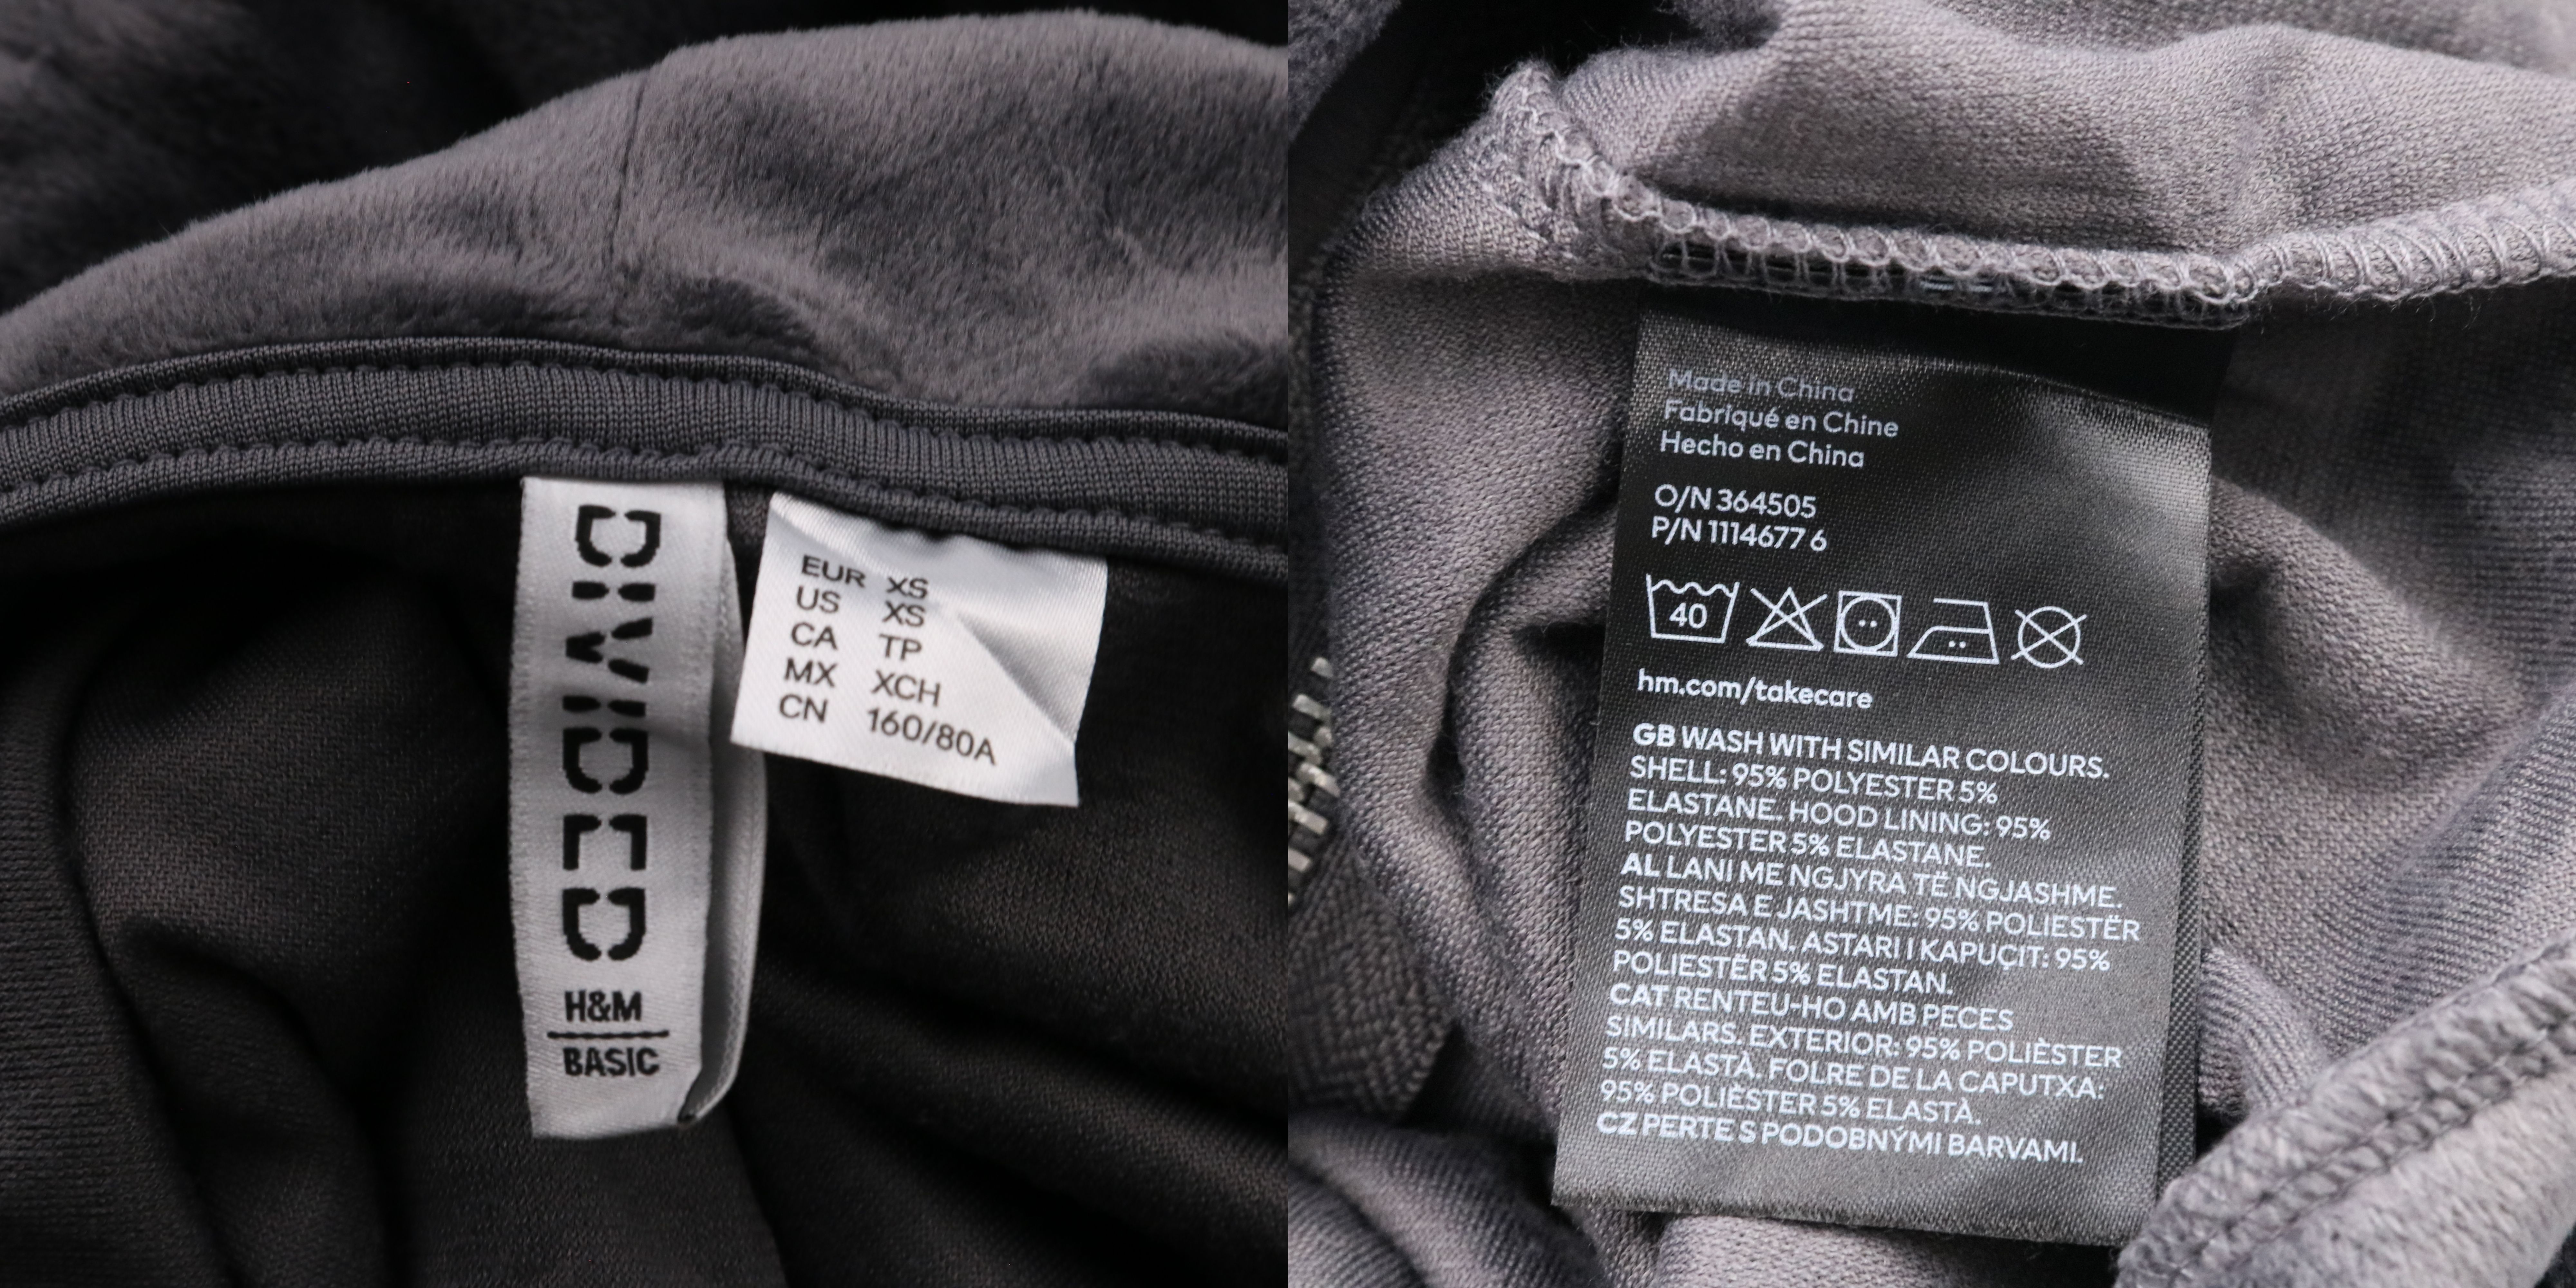 DIVIDED
H&M
BASIC
EUR XS
US XS
CA TP
MX XCH
CN 160/80A
Made in China
Fabriqué en Chine
Hecho en China
O/N 364505
P/N 1114677 6
40
hm.com/takecare
GB WASH WITH SIMILAR COLOURS.
SHELL: 95% POLYESTER 5%
ELASTANE. HOOD LINING: 95%
POLYESTER 5% ELASTANE.
AL LANI ME NGJYRA TË NGJASHME.
SHTRESA E JASHTME: 95% POLIESTËR
5% ELASTAN. ASTARI I KAPUÇIT: 95%
POLIESTËR 5% ELASTAN.
CAT RENTEU-HO AMB PECES
SIMILARS. EXTERIOR: 95% POLIÈSTER
5% ELASTÀ. FOLRE DE LA CAPUTXA:
95% POLIÈSTER 5% ELASTÀ.
CZ PERTE S PODOBNÝMI BARVAMI.